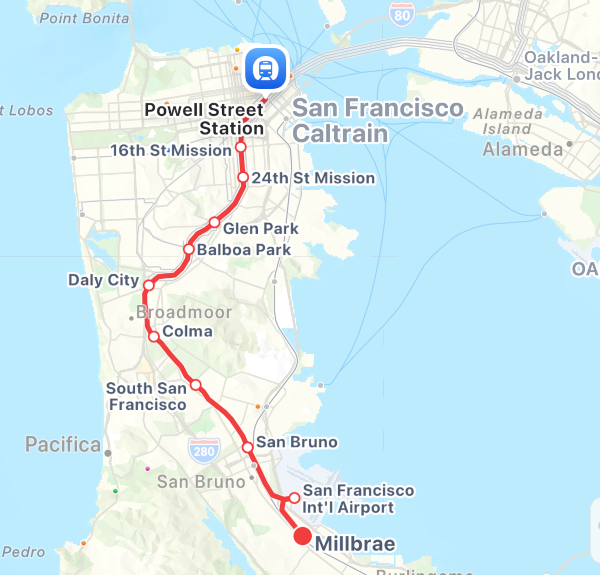 Point Bonita
80
Oakland-
Jack Lond
t Lobos
Powell Street
Station
San Francisco
Caltrain
Alameda
Island
Alameda
16th St Mission
24th St Mission
Glen Park
Balboa Park
OA
Daly City
Broadmoor
Colma
South San
Francisco
San Bruno
Pacifica
280
San Bruno
San Francisco
Int'l Airport
Millbrae
Pedro
Burlingame